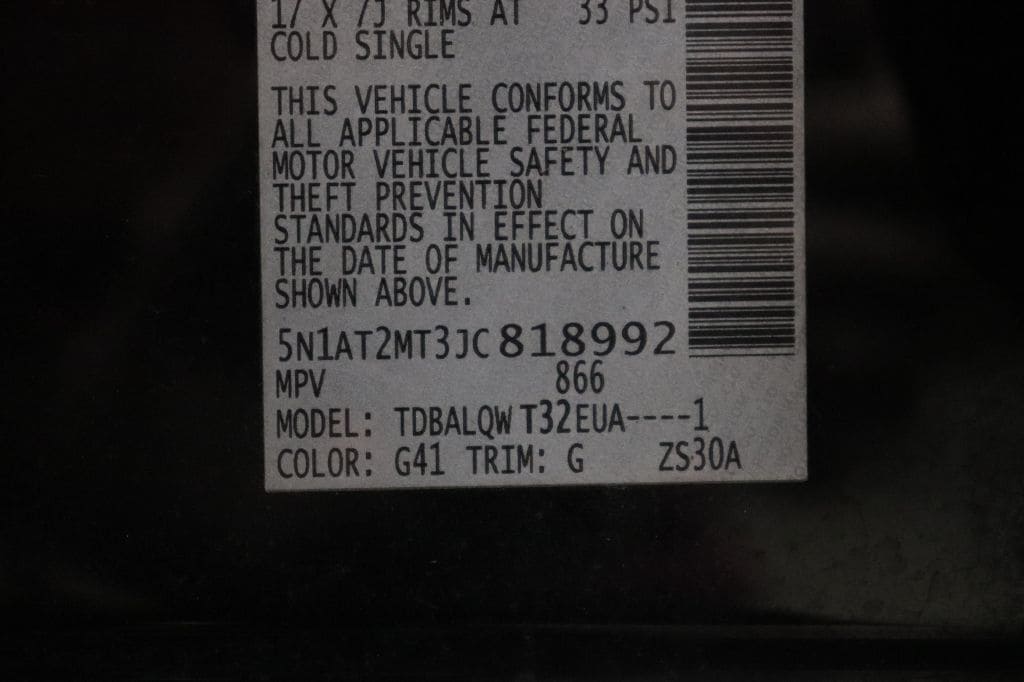 17 X 7J RIMS AT 33 PSI
COLD SINGLE
THIS VEHICLE CONFORMS TO
ALL APPLICABLE FEDERAL
MOTOR VEHICLE SAFETY AND
THEFT PREVENTION
STANDARDS IN EFFECT ON
THE DATE OF MANUFACTURE
SHOWN ABOVE.
5N1AT2MT3JC818992
MPV 866
MODEL: TDBALQW T32EUA----1
COLOR: G41 TRIM: G ZS30A